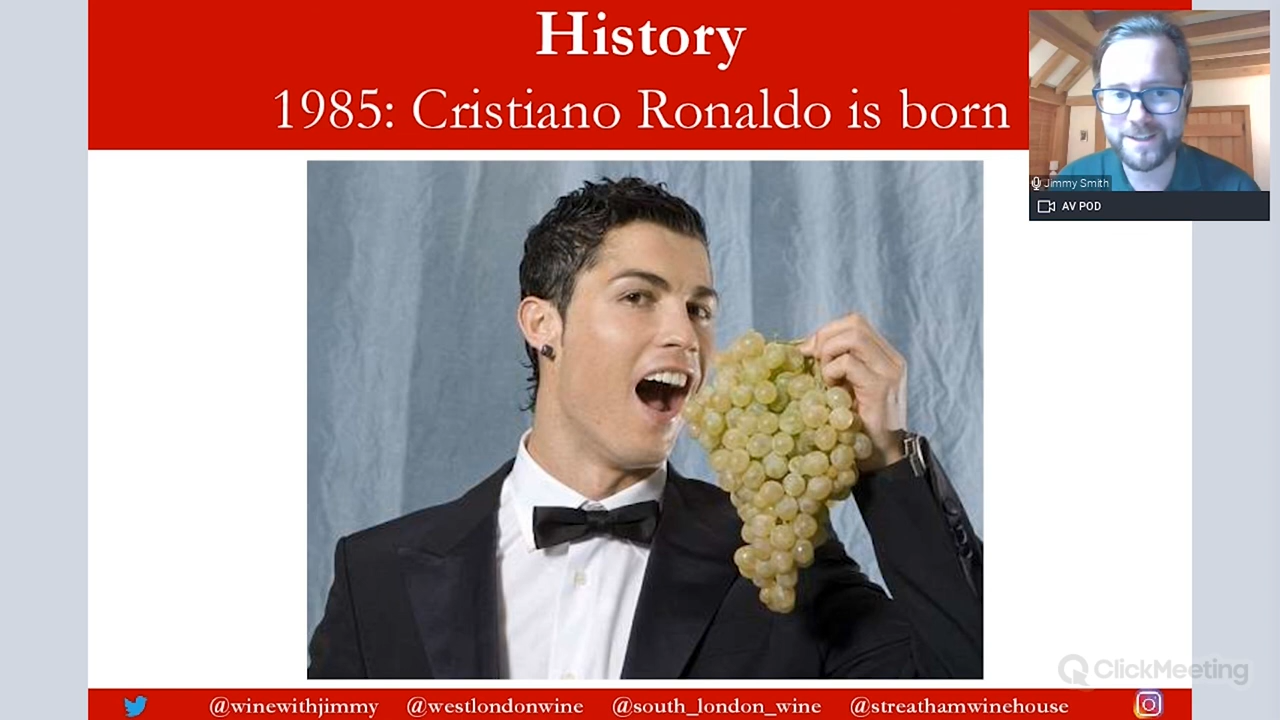 History
1985: Cristiano Ronaldo is born
Jimmy Smith
AV POD
ClickMeeting
@winewithjimmy @westlondonwine @south_london_wine @streathamwinehouse